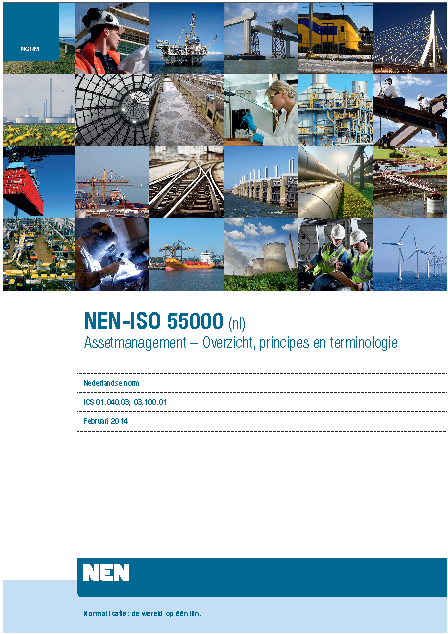 NORM
NEN-ISO 55000 (nl)
Assetmanagement – Overzicht, principes en terminologie
Nederlandse norm
ICS 01.040.03; 03.100.01
Februari 2014
NEN
Normalisatie: de wereld op één lijn.